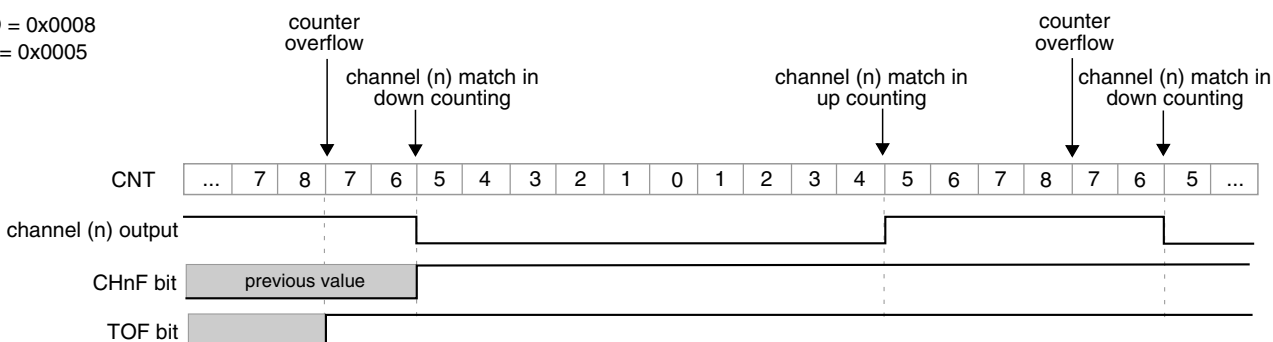 = 0x0008
= 0x0005
counter
overflow
channel (n) match in
down counting
channel (n) match in
up counting
counter
overflow
channel (n) match in
down counting
CNT ... 7 8 7 6 5 4 3 2 1 0 1 2 3 4 5 6 7 8 7 6 5 ...
channel (n) output
CHnF bit previous value
TOF bit